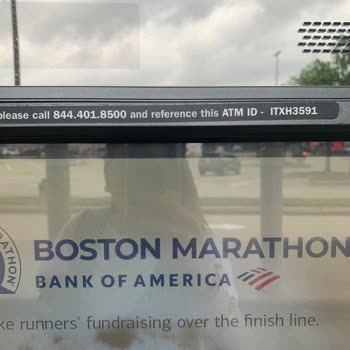 please call 844.401.8500 and reference this ATM ID - ITXH3591
BOSTON MARATHON
BANK OF AMERICA
runners' fundraising over the finish line.